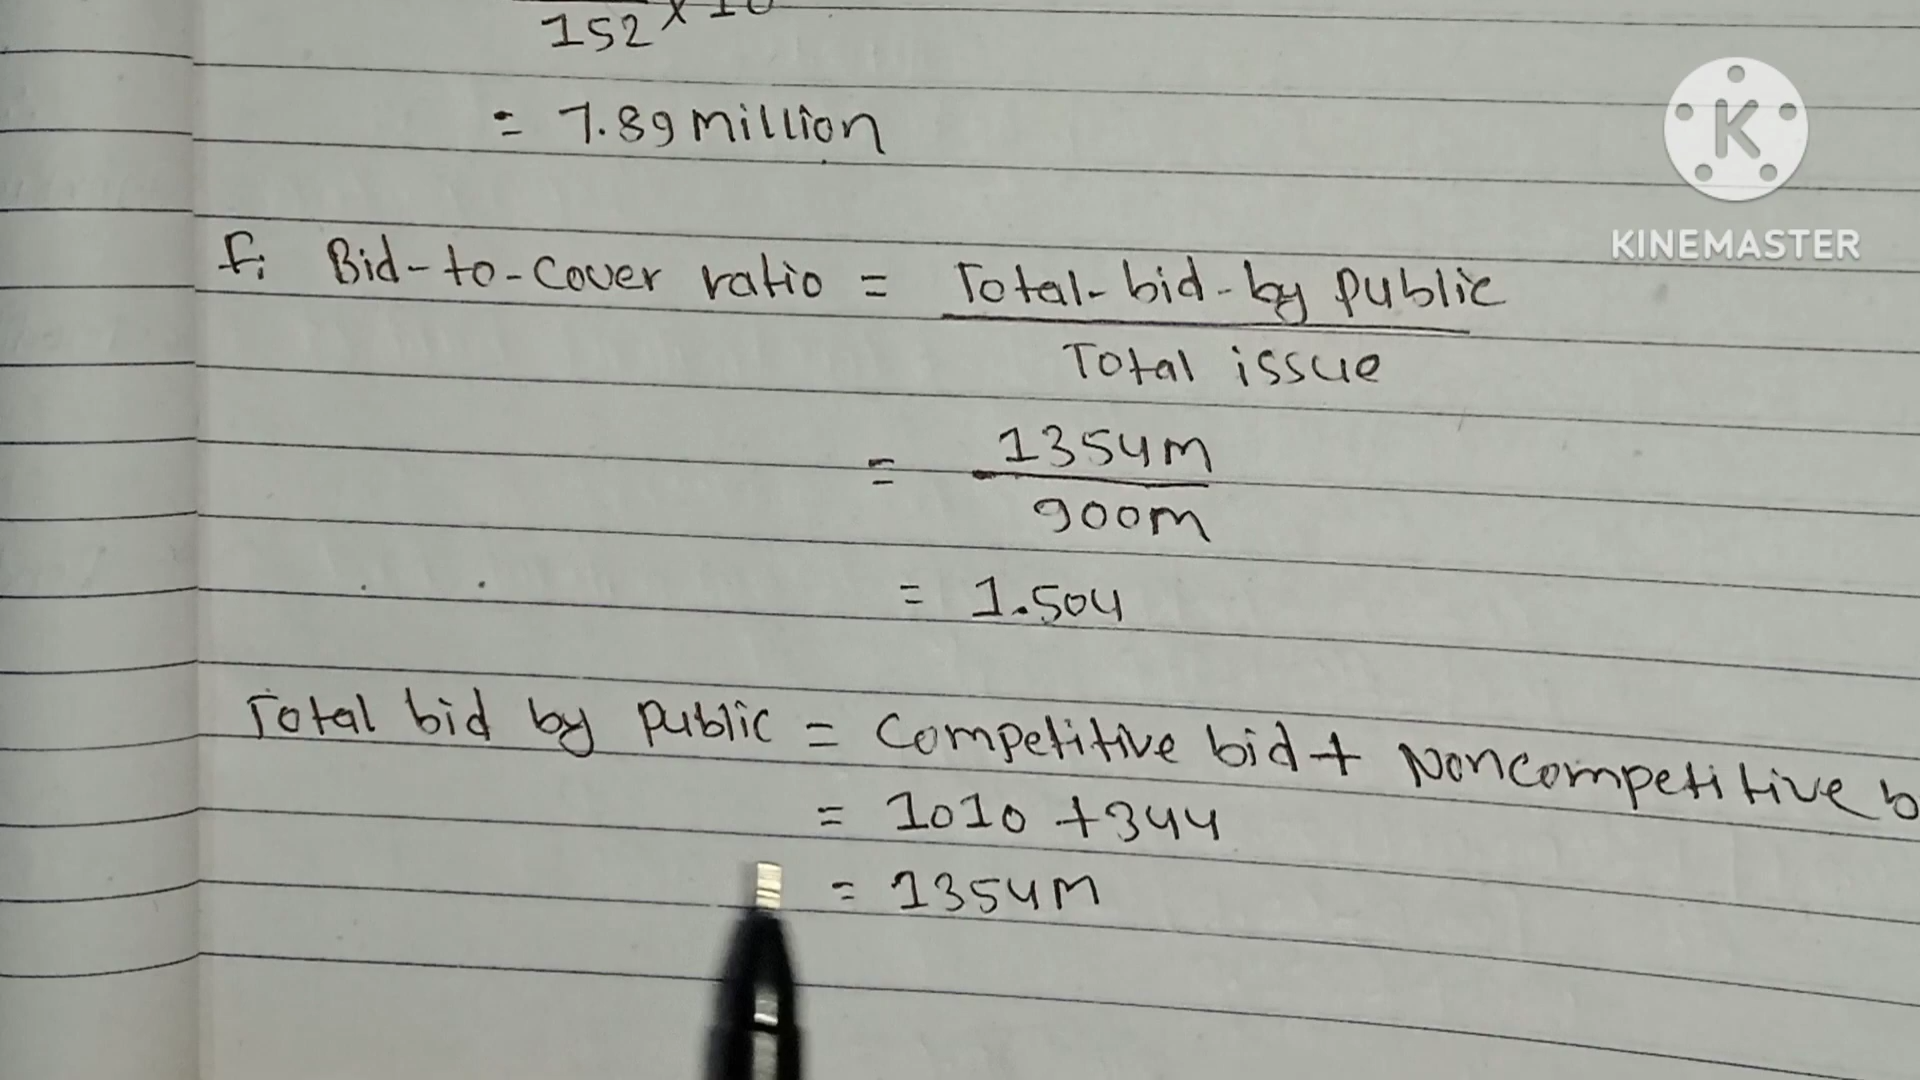 152 × 10
= 7.89 million
f. Bid-to-cover ratio = Total-bid-by public
Total issue
= 1354M
900M
= 1.504
Total bid by public = Competitive bid + Noncompetitive b
= 1010 + 344
= 1354M
K
KINEMASTER